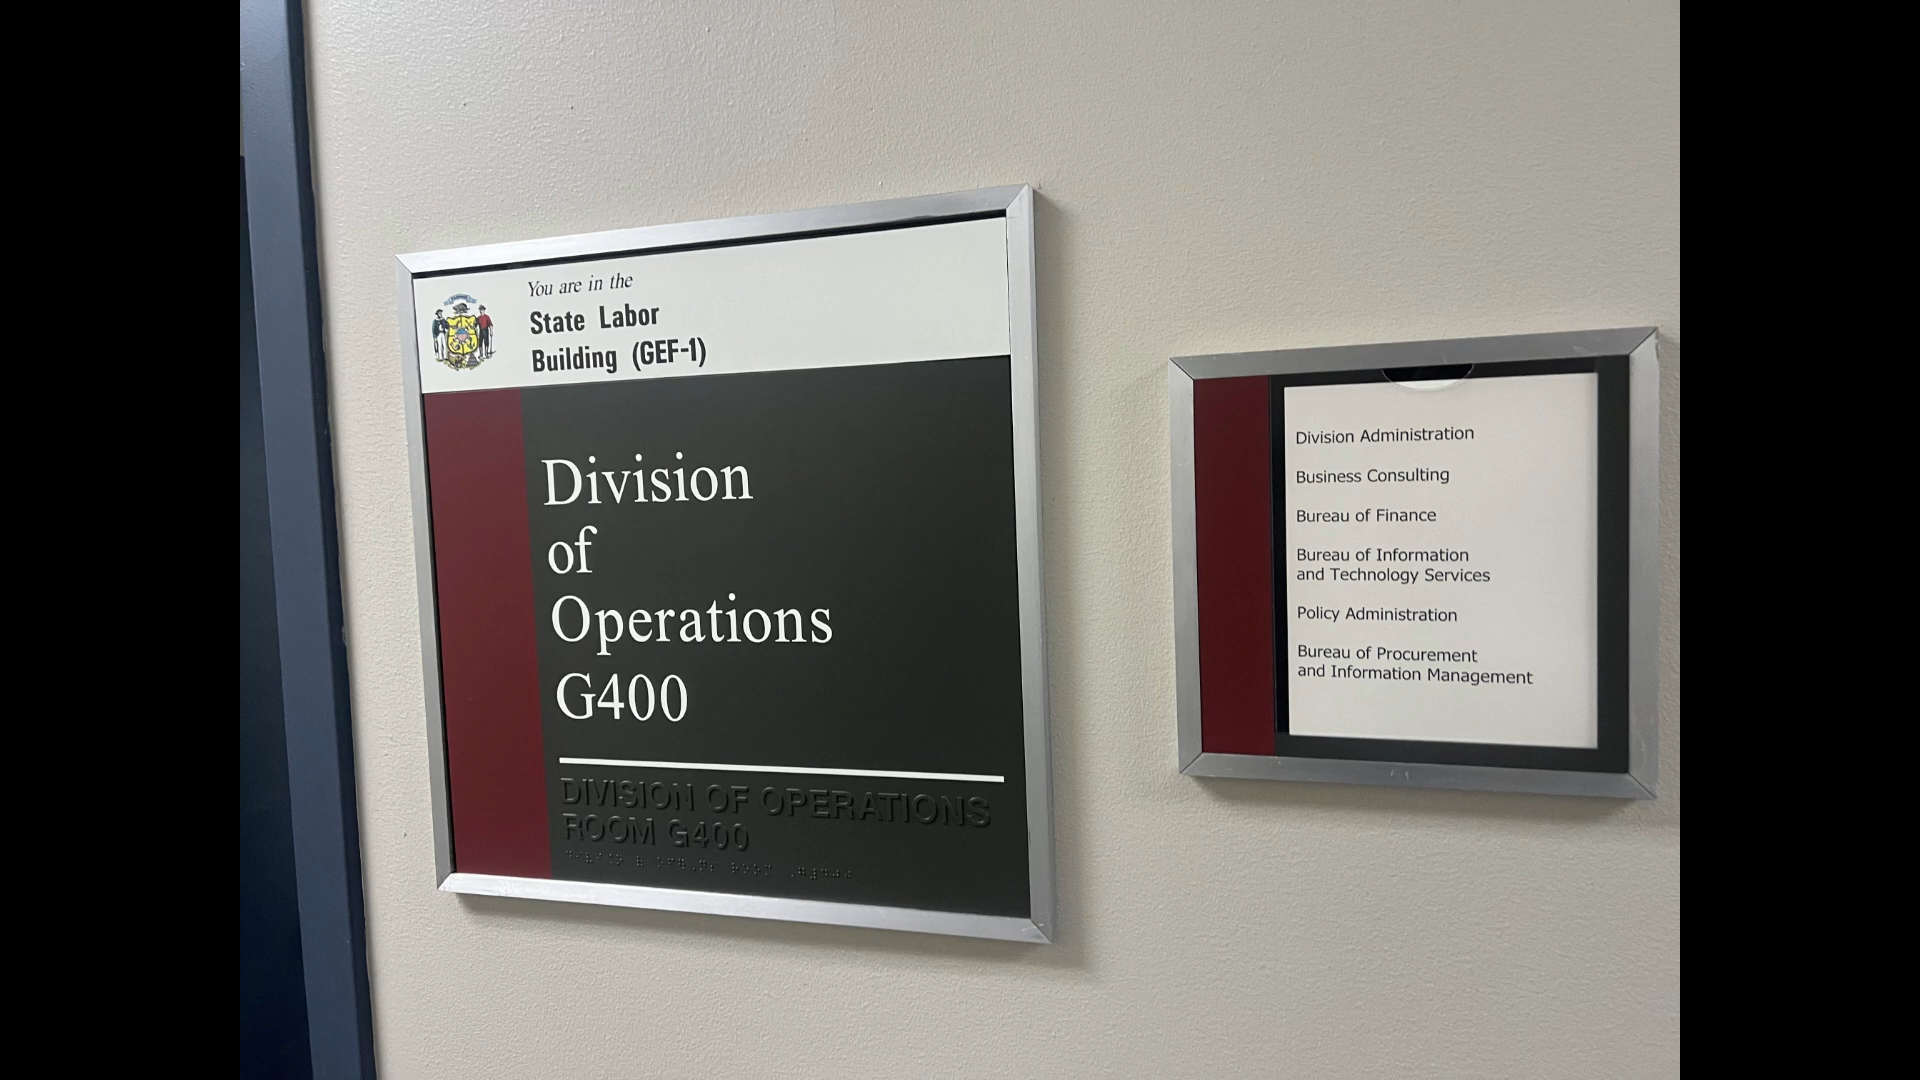 You are in the
State Labor
Building (GEF-1)
Division
of
Operations
G400
DIVISION OF OPERATIONS
ROOM G400
Division Administration
Business Consulting
Bureau of Finance
Bureau of Information
and Technology Services
Policy Administration
Bureau of Procurement
and Information Management